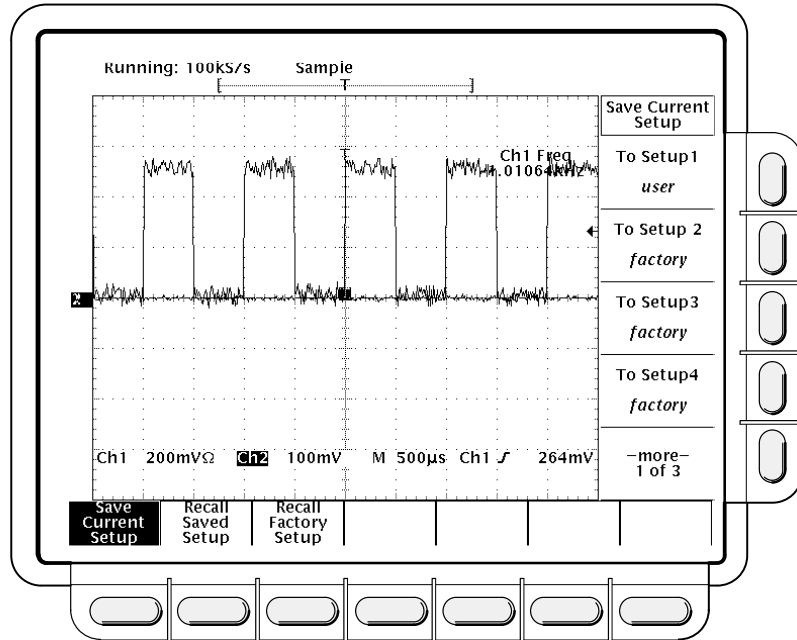 Running: 100kS/s Sample
T
Save Current
Setup
Ch1 Freq
1.01064kHz
To Setup1
user
To Setup 2
factory
To Setup3
factory
To Setup4
factory
Ch1 200mVΩ Ch2 100mV M 500µs Ch1 264mV
–more–
1 of 3
Save
Current
Setup
Recall
Saved
Setup
Recall
Factory
Setup